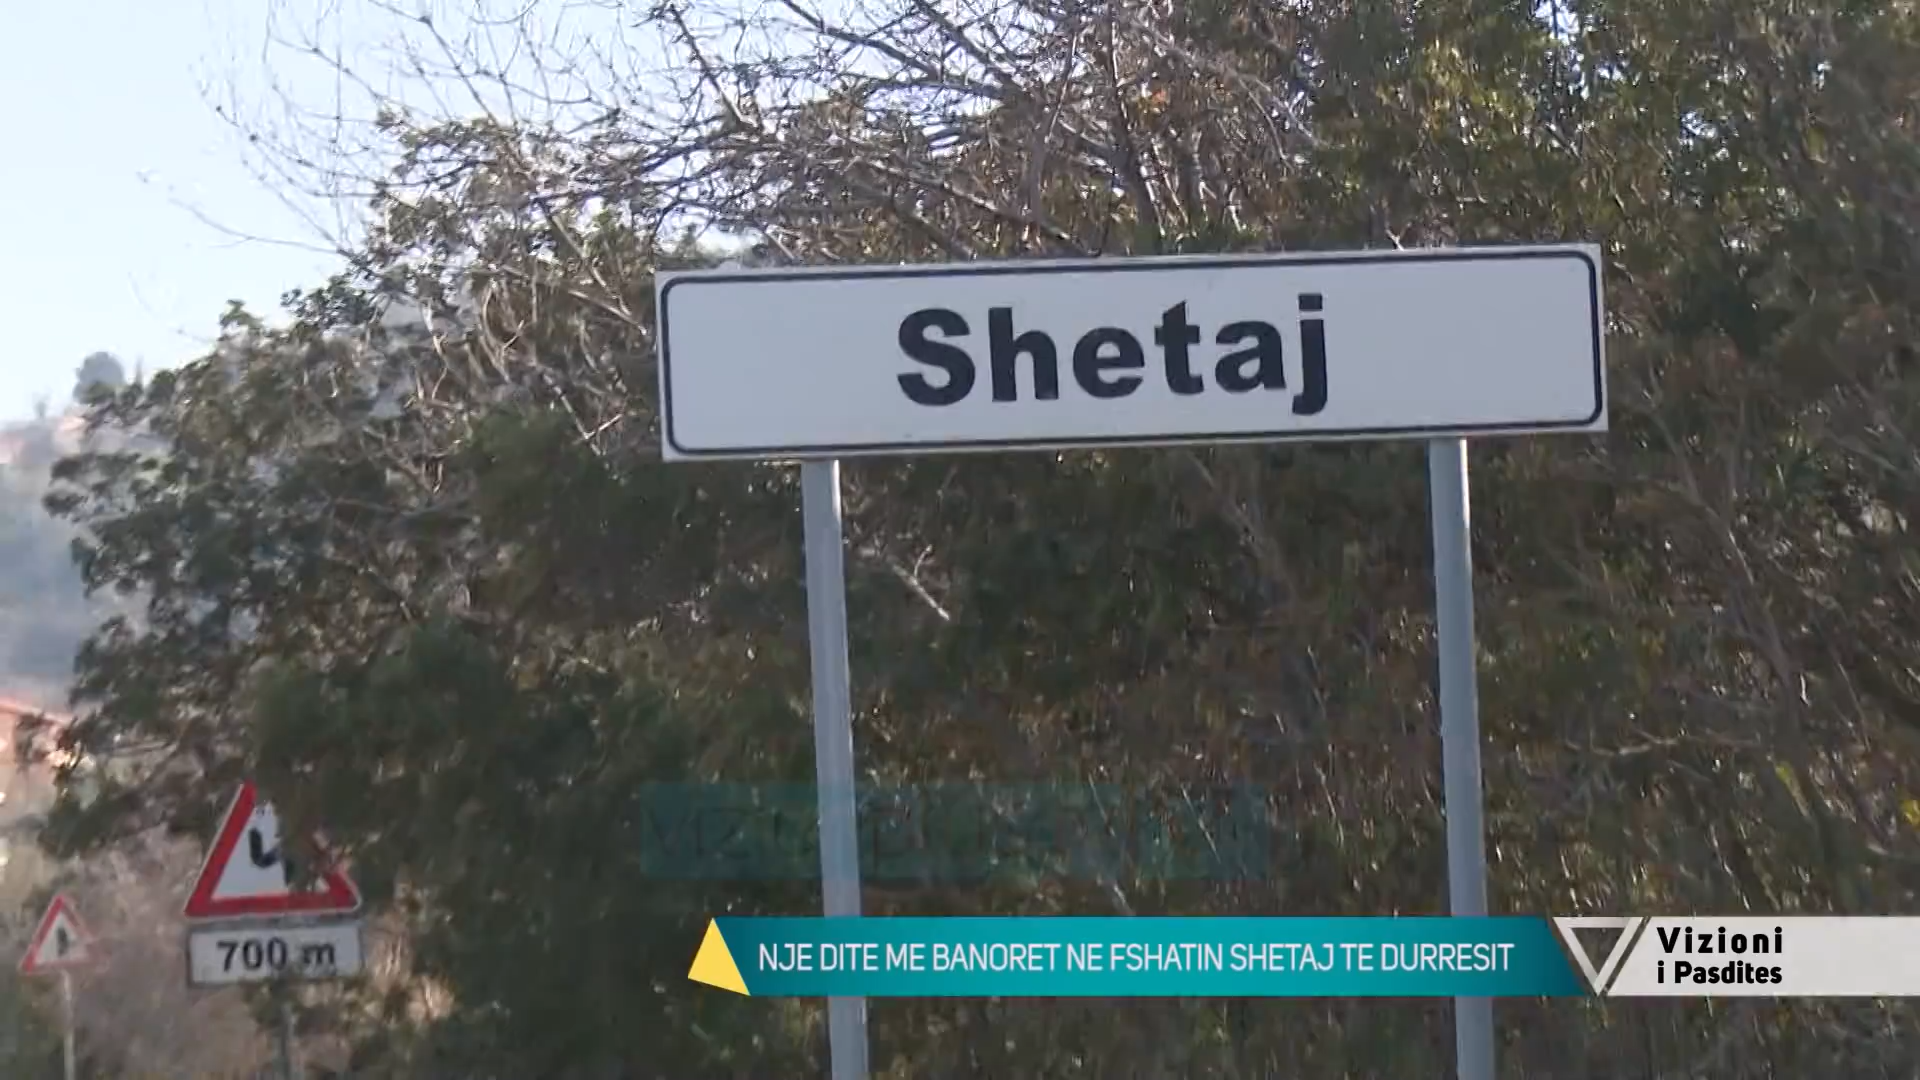 Shetaj
700 m
NJE DITE ME BANORET NE FSHATIN SHETAJ TE DURRESIT
Vizioni
i Pasdites